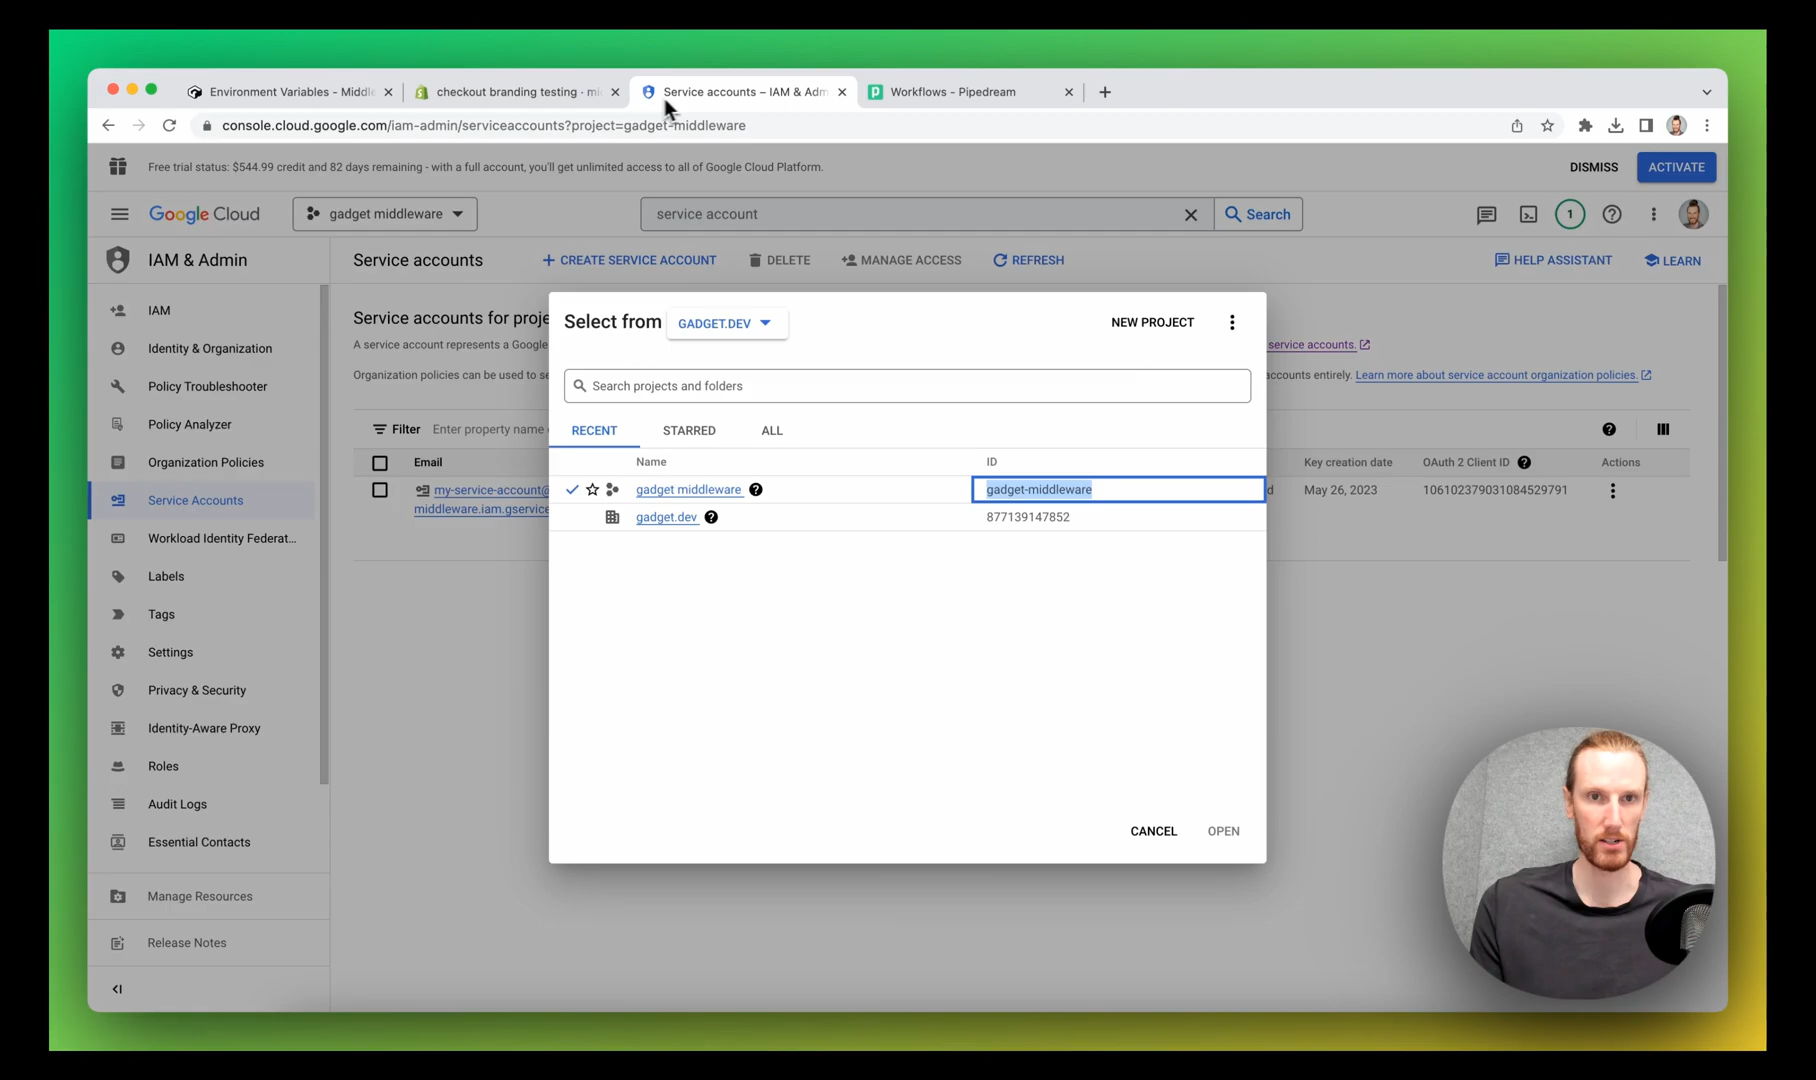 Environment Variables - Middle
checkout branding testing · mi
Service accounts – IAM & Adm
Workflows - Pipedream
console.cloud.google.com/iam-admin/serviceaccounts?project=gadget-middleware
Free trial status: $544.99 credit and 82 days remaining - with a full account, you'll get unlimited access to all of Google Cloud Platform.
DISMISS
ACTIVATE
Google Cloud
gadget middleware
service account
Search
1
IAM & Admin
Service accounts
CREATE SERVICE ACCOUNT
DELETE
MANAGE ACCESS
REFRESH
HELP ASSISTANT
LEARN
IAM
Identity & Organization
Policy Troubleshooter
Policy Analyzer
Organization Policies
Service Accounts
Workload Identity Federat...
Labels
Tags
Settings
Privacy & Security
Identity-Aware Proxy
Roles
Audit Logs
Essential Contacts
Manage Resources
Release Notes
Service accounts for proje
A service account represents a Google
service accounts.
Organization policies can be used to se
accounts entirely. Learn more about service account organization policies.
Filter
Enter property name
Email
Key creation date
OAuth 2 Client ID
Actions
my-service-account@
middleware.iam.gservice
d
May 26, 2023
106102379031084529791
Select from
GADGET.DEV
NEW PROJECT
Search projects and folders
RECENT
STARRED
ALL
Name
ID
gadget middleware
gadget-middleware
gadget.dev
877139147852
CANCEL
OPEN